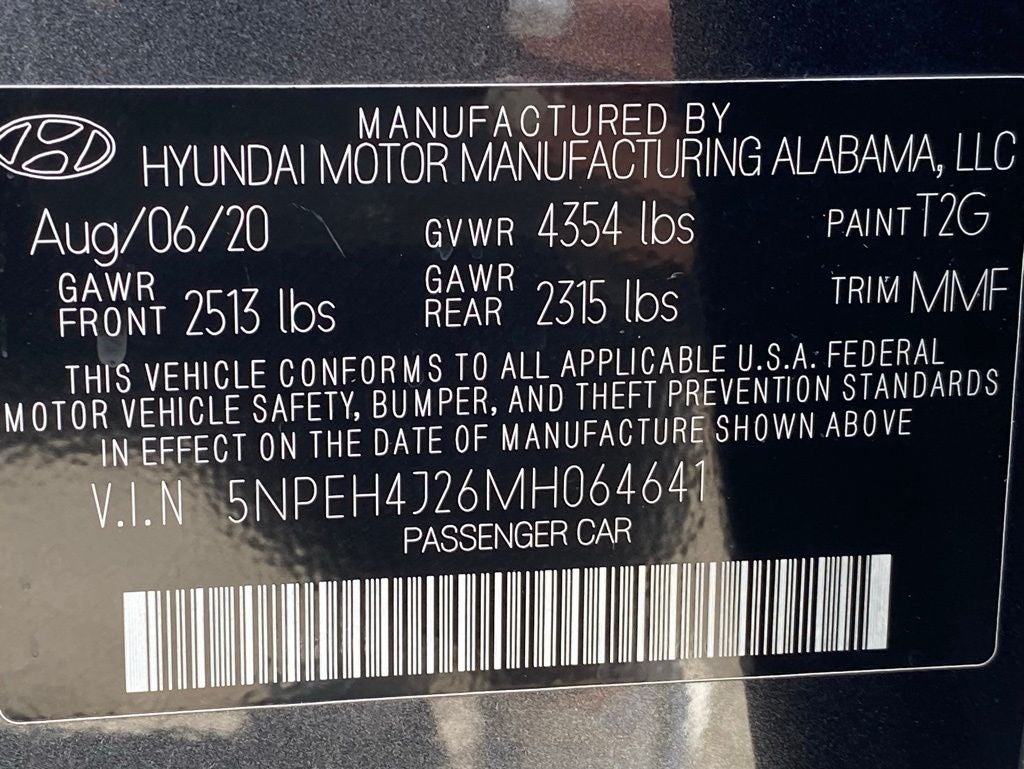 MANUFACTURED BY
HYUNDAI MOTOR MANUFACTURING ALABAMA, LLC
Aug/06/20 GVWR 4354 lbs PAINT T2G
GAWR FRONT 2513 lbs GAWR REAR 2315 lbs TRIM MMF
THIS VEHICLE CONFORMS TO ALL APPLICABLE U.S.A. FEDERAL
MOTOR VEHICLE SAFETY, BUMPER, AND THEFT PREVENTION STANDARDS
IN EFFECT ON THE DATE OF MANUFACTURE SHOWN ABOVE
V.I.N 5NPEH4J26MH064641
PASSENGER CAR